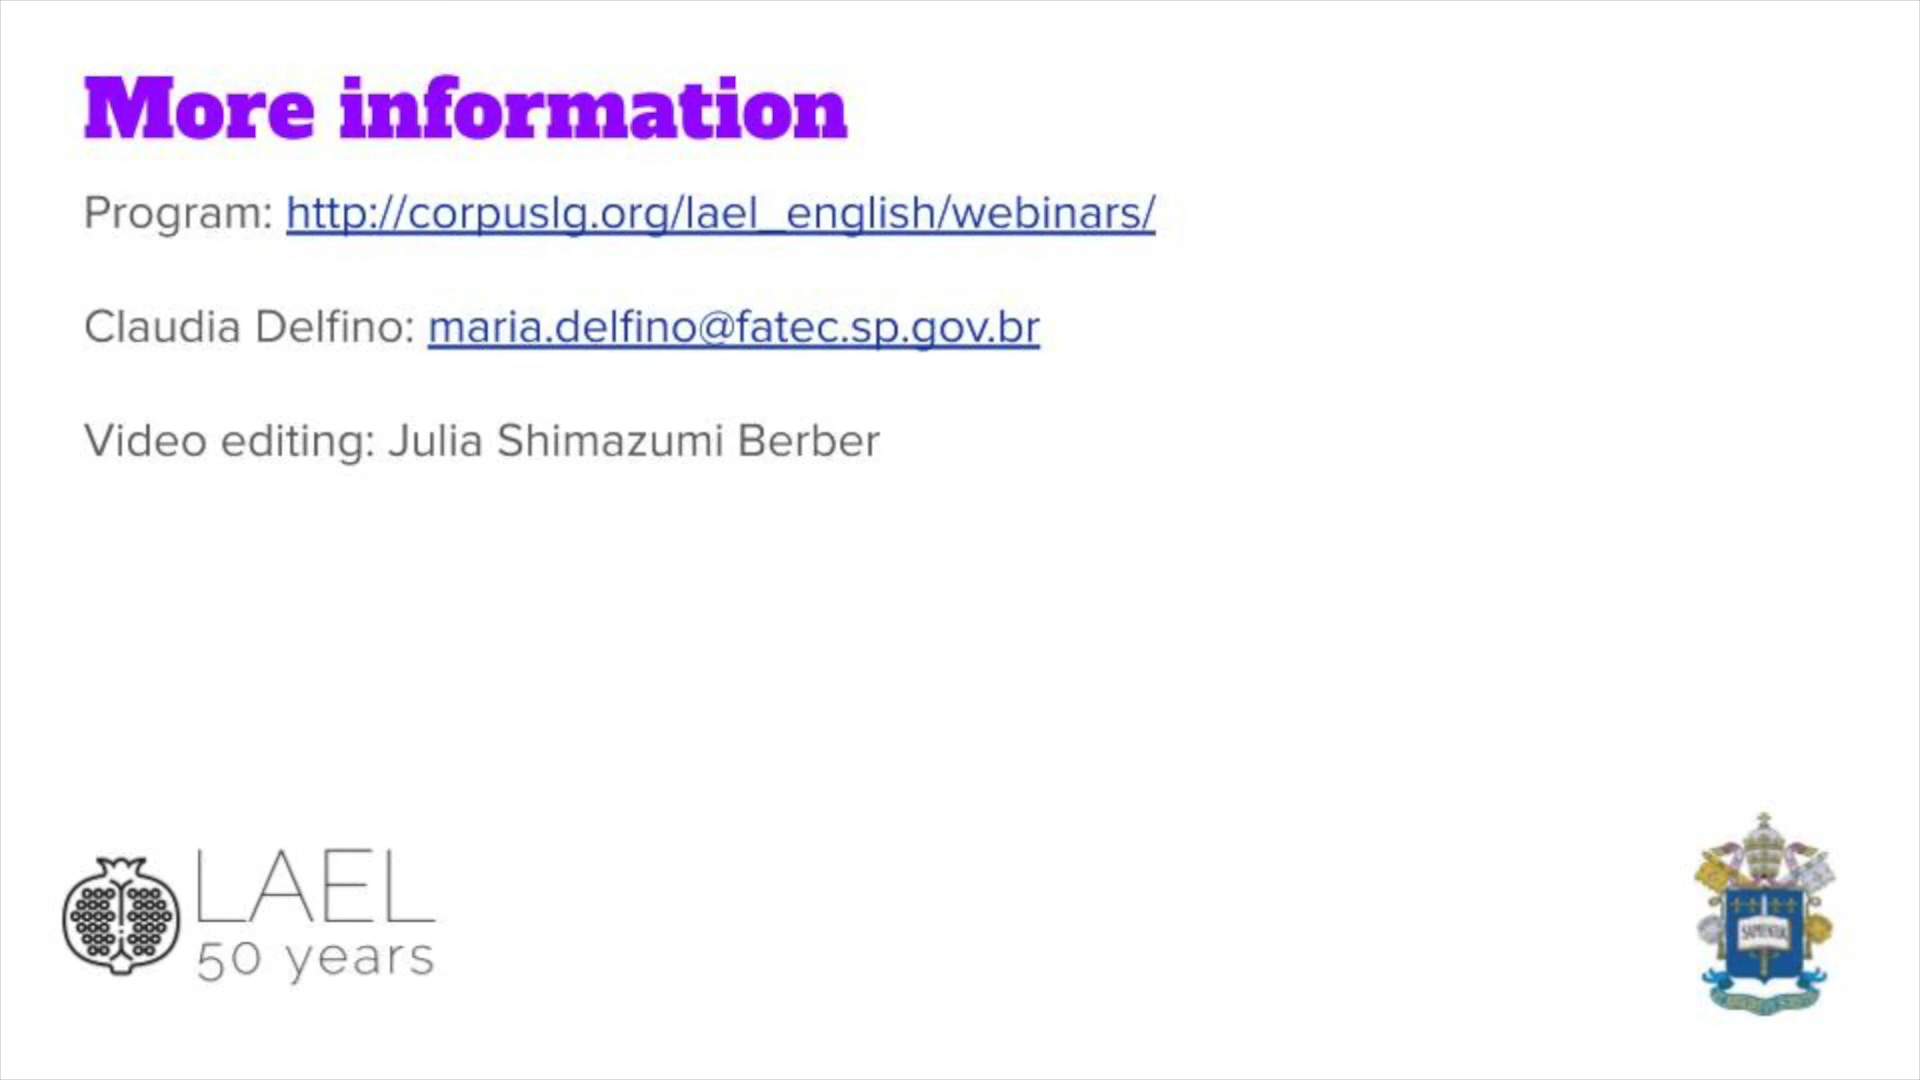 More information
Program: http://corpuslg.org/lael_english/webinars/
Claudia Delfino: maria.delfino@fatec.sp.gov.br
Video editing: Julia Shimazumi Berber
LAEL
50 years